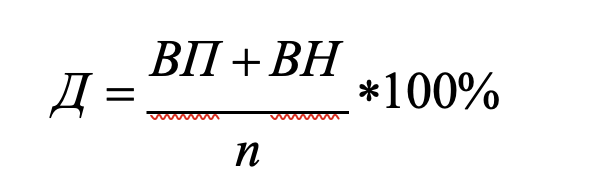 Д = ВП + ВН / n *100%